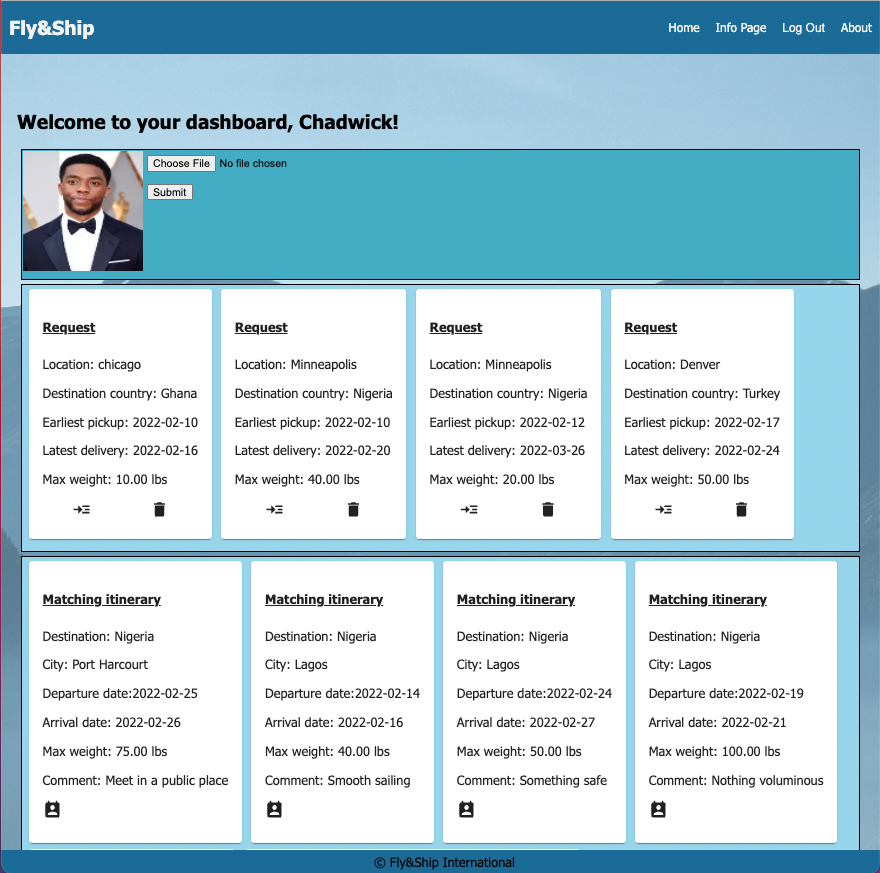 Fly&Ship
Home Info Page Log Out About
Welcome to your dashboard, Chadwick!
Choose File No file chosen
Submit
Request Request Request Request
Location: chicago Location: Minneapolis Location: Minneapolis Location: Denver
Destination country: Ghana Destination country: Nigeria Destination country: Nigeria Destination country: Turkey
Earliest pickup: 2022-02-10 Earliest pickup: 2022-02-10 Earliest pickup: 2022-02-12 Earliest pickup: 2022-02-17
Latest delivery: 2022-02-16 Latest delivery: 2022-02-20 Latest delivery: 2022-03-26 Latest delivery: 2022-02-24
Max weight: 10.00 lbs Max weight: 40.00 lbs Max weight: 20.00 lbs Max weight: 50.00 lbs
Matching itinerary Matching itinerary Matching itinerary Matching itinerary
Destination: Nigeria Destination: Nigeria Destination: Nigeria Destination: Nigeria
City: Port Harcourt City: Lagos City: Lagos City: Lagos
Departure date:2022-02-25 Departure date:2022-02-14 Departure date:2022-02-24 Departure date:2022-02-19
Arrival date: 2022-02-26 Arrival date: 2022-02-16 Arrival date: 2022-02-27 Arrival date: 2022-02-21
Max weight: 75.00 lbs Max weight: 40.00 lbs Max weight: 50.00 lbs Max weight: 100.00 lbs
Comment: Meet in a public place Comment: Smooth sailing Comment: Something safe Comment: Nothing voluminous
© Fly&Ship International